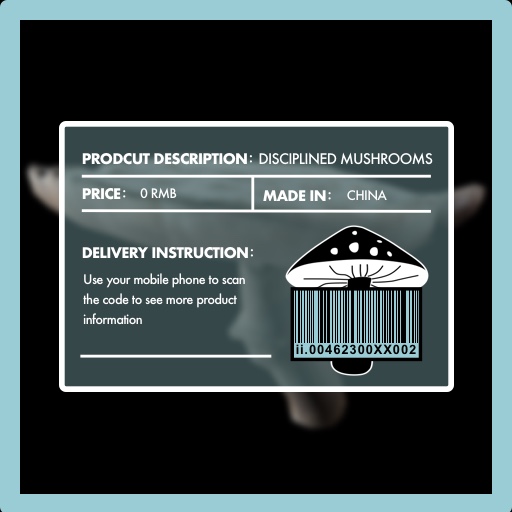 PRODCUT DESCRIPTION: DISCIPLINED MUSHROOMS
PRICE: 0 RMB
MADE IN: CHINA
DELIVERY INSTRUCTION:
Use your mobile phone to scan
the code to see more product
information
ii.00462300XX002